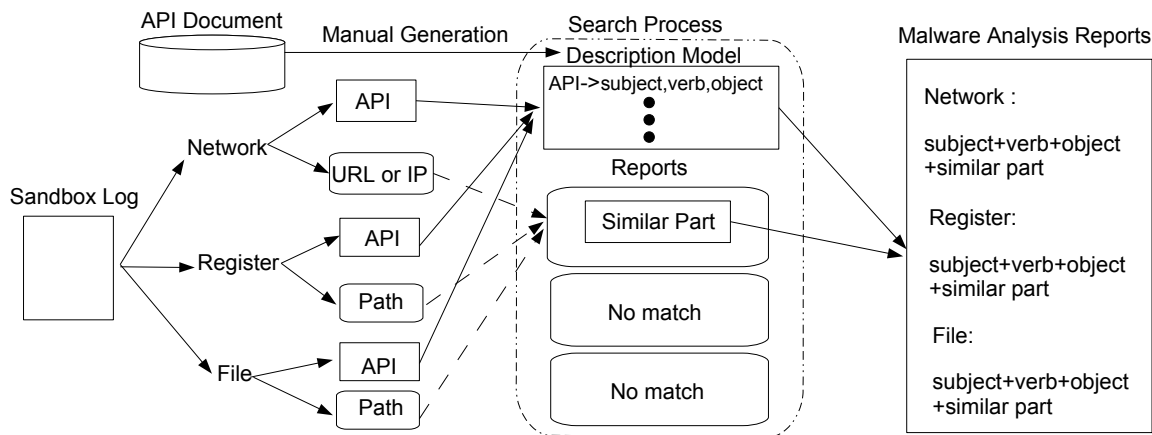 API Document
Manual Generation
Search Process
Description Model
API->subject,verb,object
Malware Analysis Reports
Sandbox Log
Network
API
URL or IP
Register
API
Path
File
API
Path
Reports
Similar Part
No match
No match
Network :
subject+verb+object
+similar part
Register:
subject+verb+object
+similar part
File:
subject+verb+object
+similar part